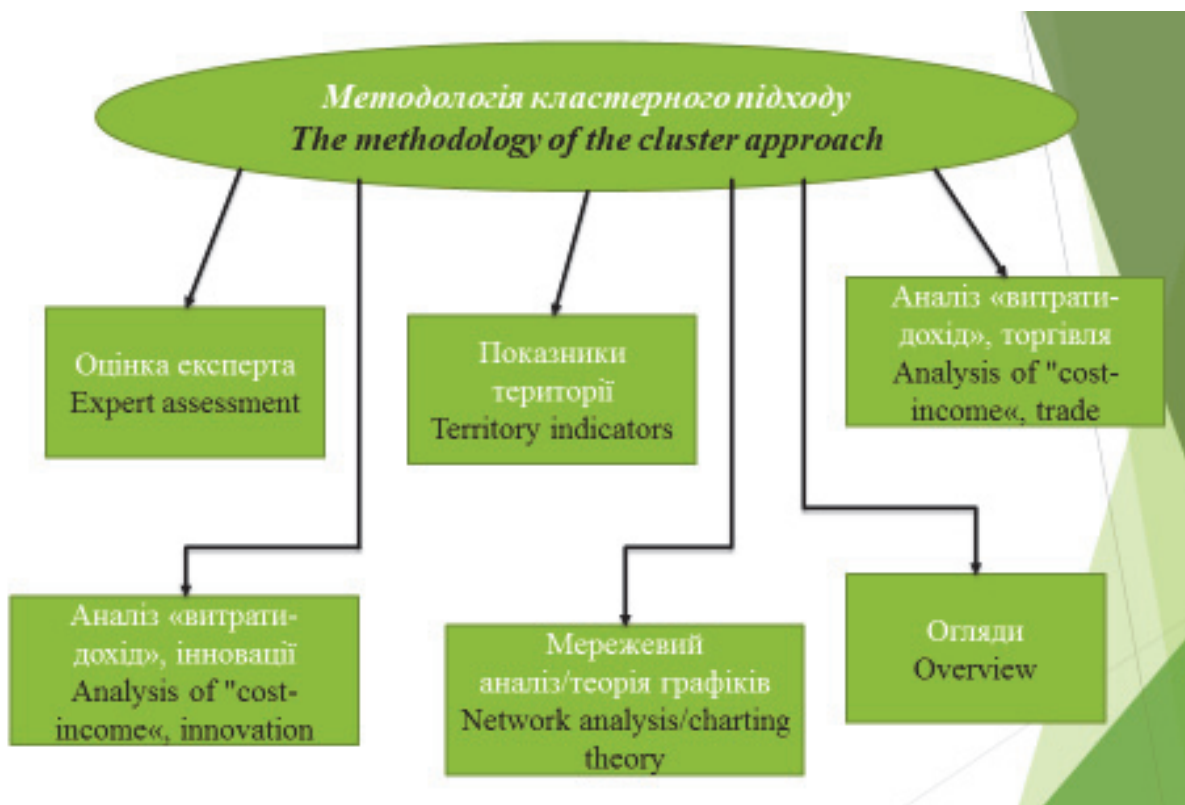 Методологія кластерного підходу
The methodology of the cluster approach
Оцінка експерта
Expert assessment
Показники
території
Territory indicators
Аналіз «витрати-
дохід», торгівля
Analysis of "cost-
income«, trade
Аналіз «витрати-
дохід», інновації
Analysis of "cost-
income«, innovation
Мережевий
аналіз/теорія графіків
Network analysis/charting
theory
Огляди
Overview